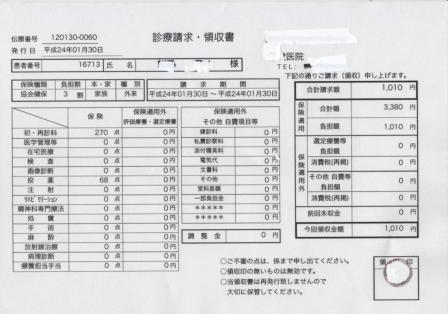 診療請求・領収書
伝票番号 120130-0060
発行日 平成24年01月30日
患者番号 16713 氏名 様
医院
TEL:
下記の通りご請求(領収)申し上げます。
保険種類 負担割 本・家 種別
協会健保 3割 家族 外来
請求期間
平成24年01月30日 ～ 平成24年01月30日
合計請求額 1,010 円
保険適用 合計額 3,380 円
負担額 1,010 円
保険適用外 選定療養等負担額 0 円
消費税(再掲) 0 円
その他 自費等負担額 0 円
消費税(再掲) 0 円
前回未収金 0 円
今回領収金額 1,010 円
保険 保険適用外 評価療養・選定療養
初・再診料 270 点 0 円
医学管理等 0 点 0 円
在宅医療 0 点 0 円
検査 0 点 0 円
画像診断 0 点 0 円
投薬 68 点 0 円
注射 0 点 0 円
リハビリテーション 0 点 0 円
精神科専門療法 0 点 0 円
処置 0 点 0 円
手術 0 点 0 円
麻酔 0 点 0 円
放射線治療 0 点 0 円
病理診断 0 点 0 円
療養担当手当 0 点 0 円
保険適用外 その他 自費項目等
健診料 0 円
私費診察料 0 円
添付寝具料 0 円
電気代 0 円
文書料 0 円
その他 0 円
室料差額 0 円
一部負担金 0 円
***** 0 円
***** 0 円
調整金 0 円
○ご不審の点は、係まで申し出てください。
○領収印の無いものは無効です。
○当領収書は再発行致しませんので
大切に保管してください。
領 印